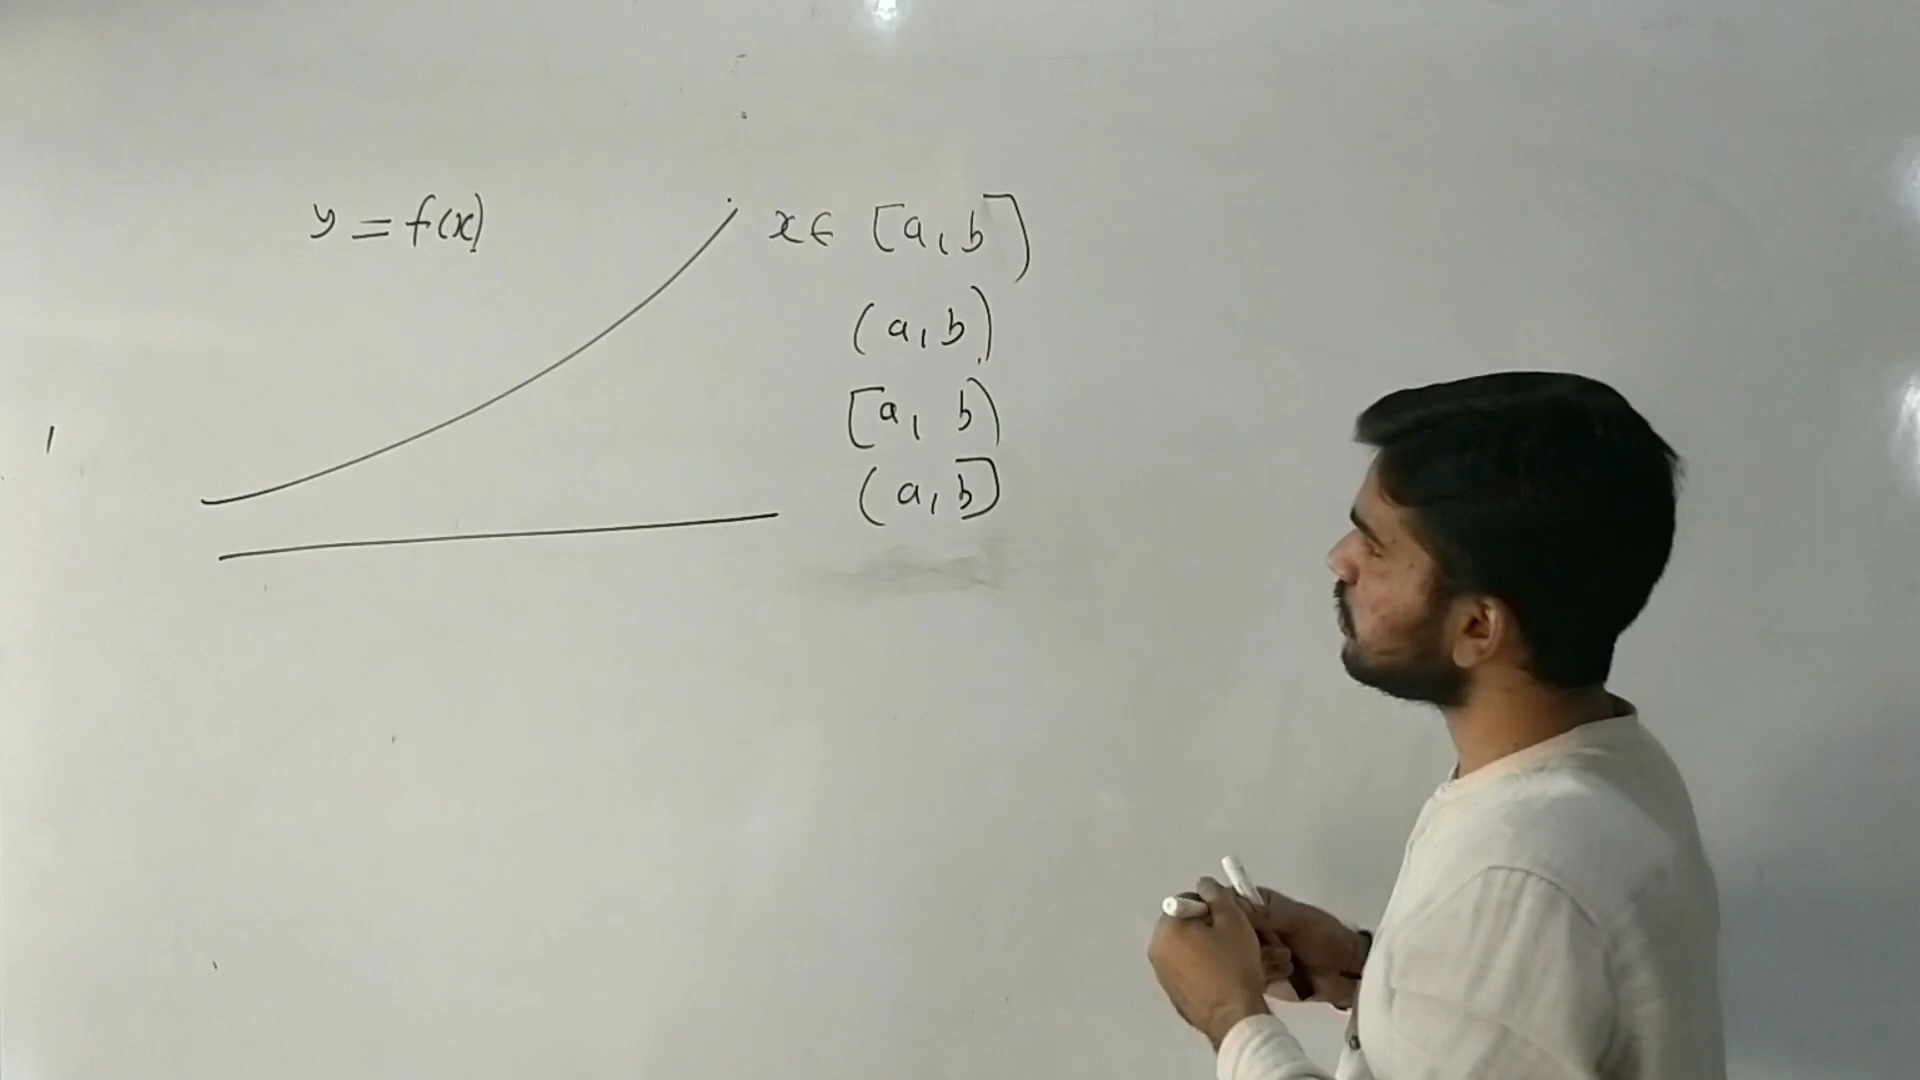 y = f(x)
x ∈ [a, b]
(a, b)
[a, b)
(a, b]